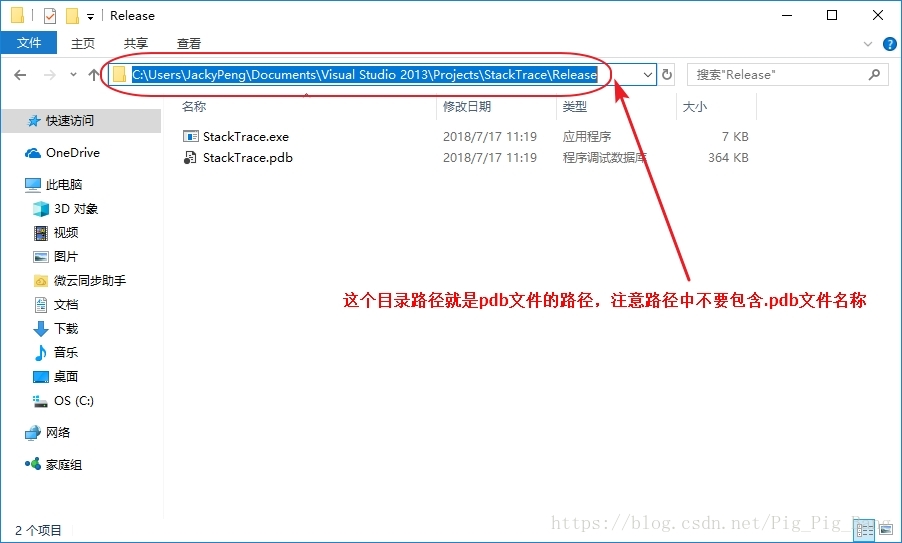 Release
文件 主页 共享 查看
C:\Users\JackyPeng\Documents\Visual Studio 2013\Projects\StackTrace\Release 搜索"Release"
名称 修改日期 类型 大小
快速访问
StackTrace.exe 2018/7/17 11:19 应用程序 7 KB
OneDrive
StackTrace.pdb 2018/7/17 11:19 程序调试数据库 364 KB
此电脑
3D 对象
视频
图片
微云同步助手
这个目录路径就是pdb文件的路径，注意路径中不要包含.pdb文件名称
文档
下载
音乐
桌面
OS (C:)
网络
家庭组
2 个项目
https://blog.csdn.net/Pig_Pig_Bang